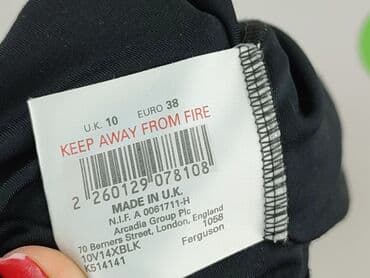 U.K. 10 EURO 38
KEEP AWAY FROM FIRE
2 260129 078108
MADE IN U.K.
N.I.F. A 0061711-H
Arcadia Group Plc
70 Berners Street, London, England
10V14XBLK 1058
K514141 Ferguson